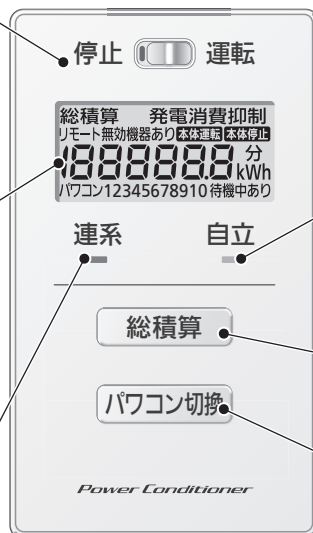 停止 運転
総積算 発電消費抑制
リモート無効機器あり 本体運転 本体停止
188888.8 分 kWh
パワコン12345678910待機中あり
連系 自立
総積算
パワコン切換
Power Conditioner